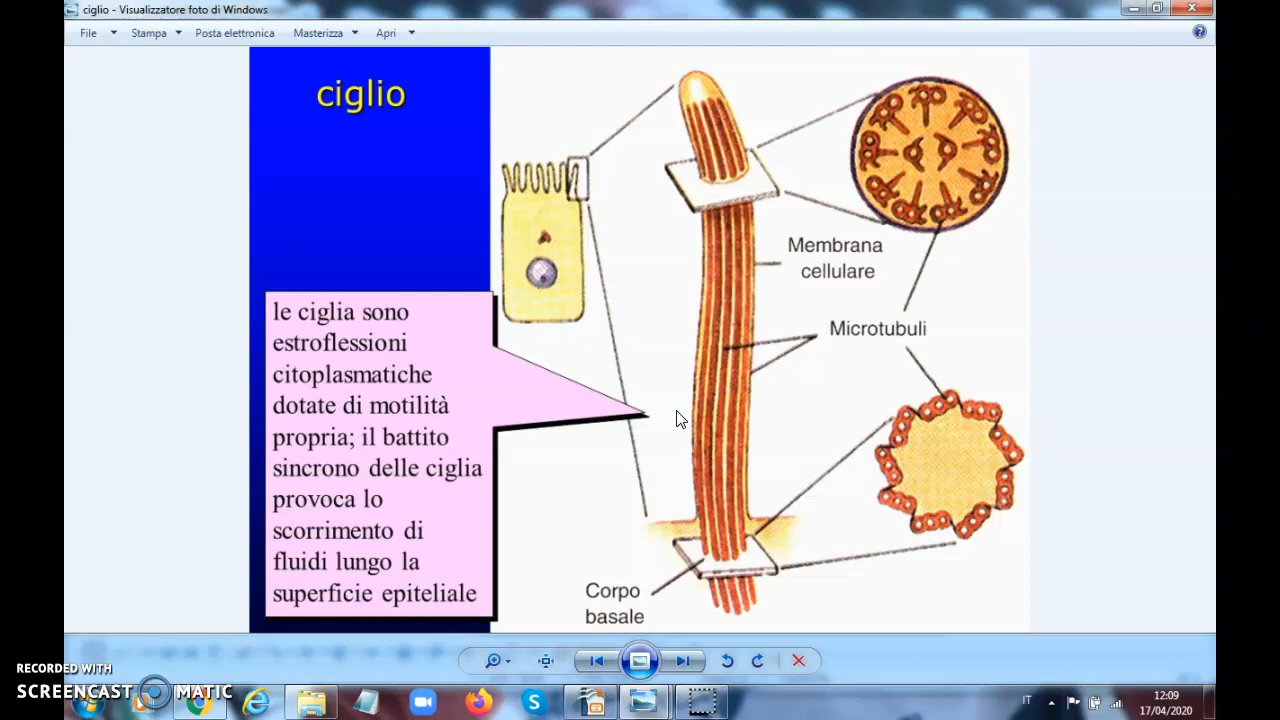 ciglio - Visualizzatore foto di Windows
File Stampa Posta elettronica Masterizza Apri
ciglio
Membrana
cellulare
Microtubuli
le ciglia sono
estroflessioni
citoplasmatiche
dotate di motilità
propria; il battito
sincrono delle ciglia
provoca lo
scorrimento di
fluidi lungo la
superficie epiteliale
Corpo
basale
RECORDED WITH
SCREENCAST MATIC
IT
12:09
17/04/2020